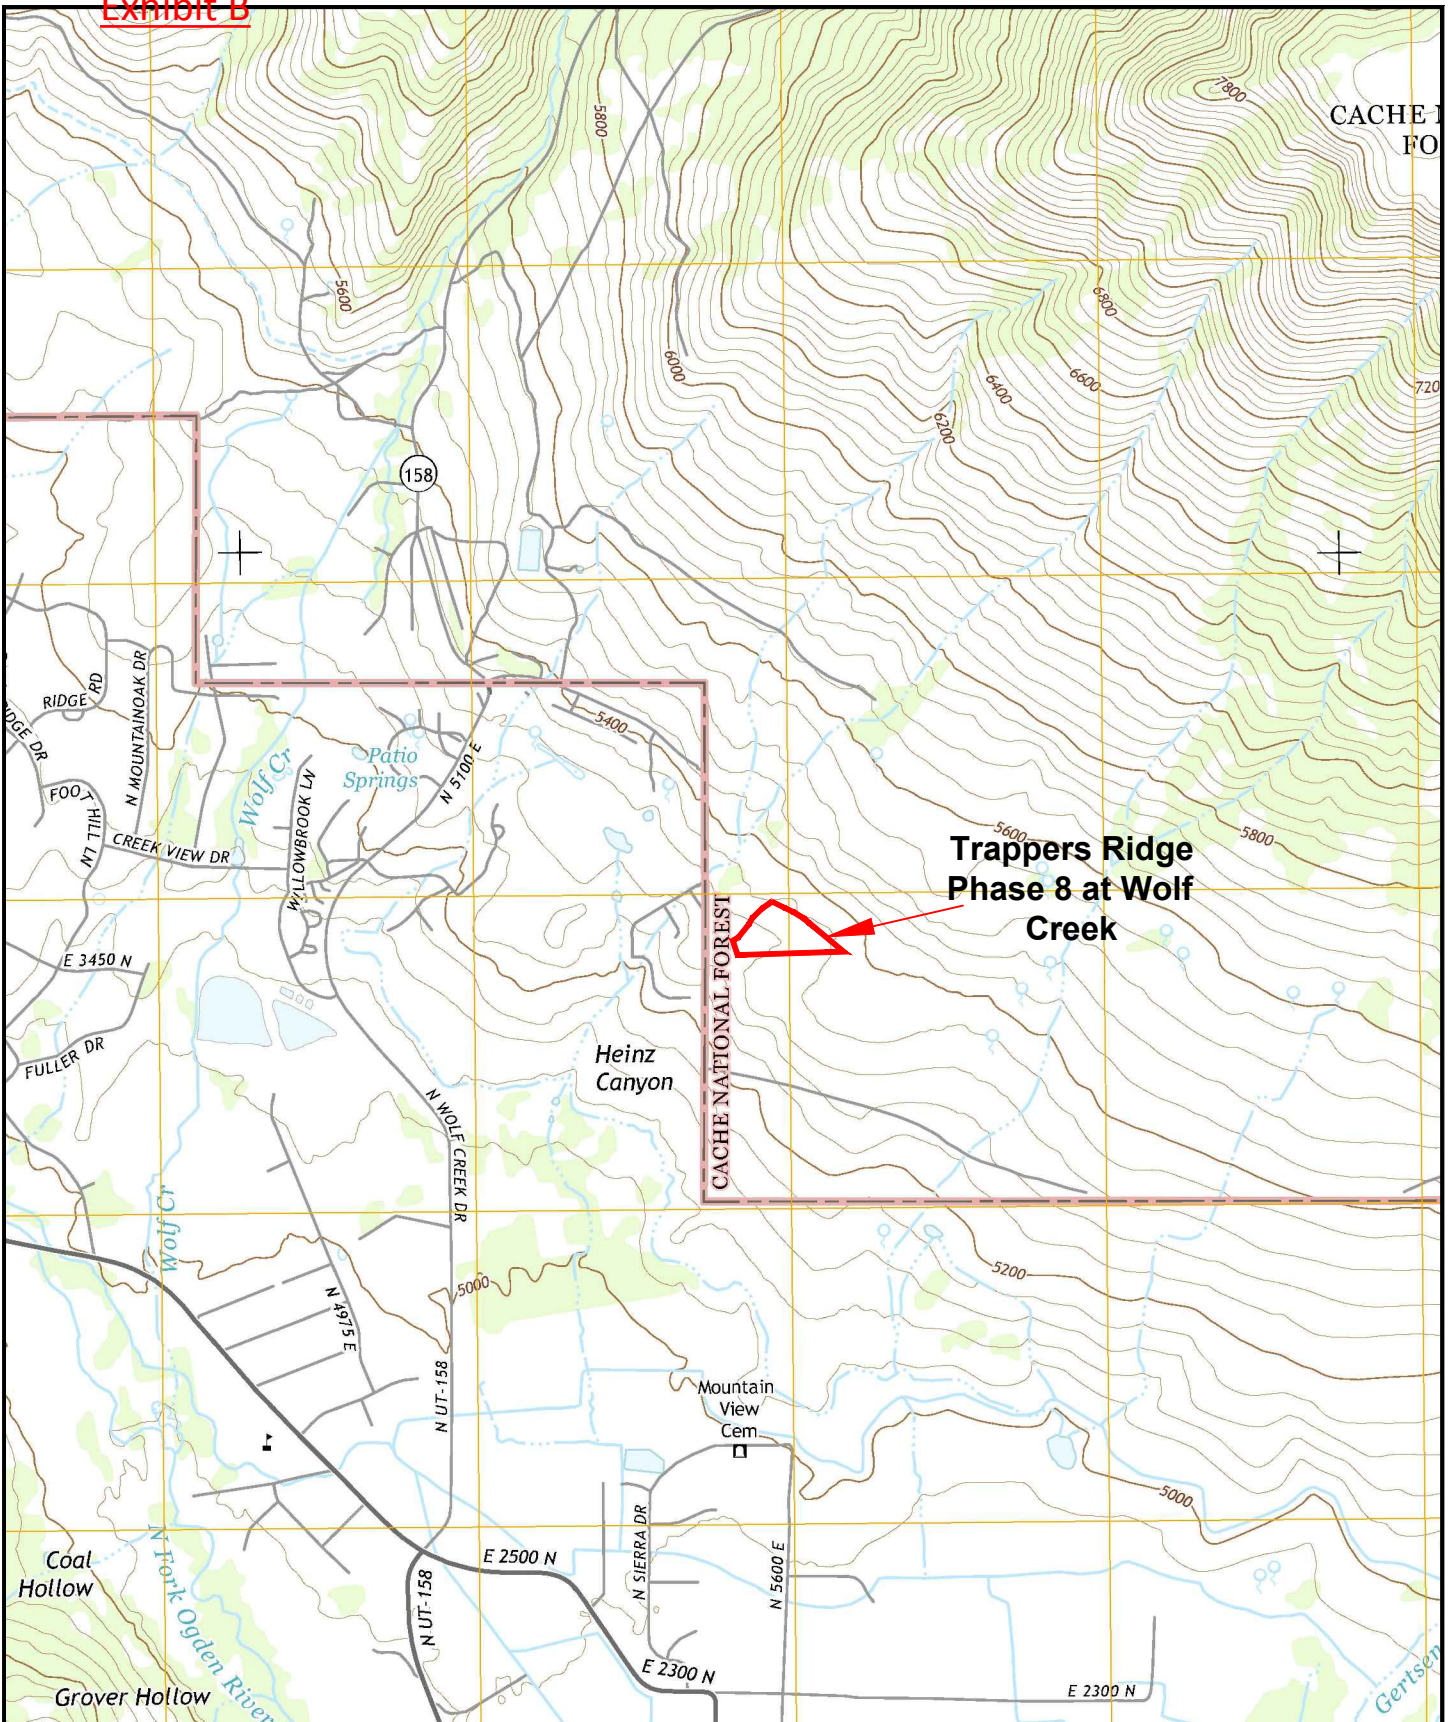 Exhibit B
7800
5800
CACHE
FO
5600
6800
6000
6600
6400
720
6200
158
RIDGE RD
N MOUNTAINOAK DR
5400
Patio
Springs
N 5100 E
Wolf Cr
WILLOWBROOK LN
FOOT HILL LN
CREEK VIEW DR
5600
5800
Trappers Ridge
Phase 8 at Wolf
Creek
CACHE NATIONAL FOREST
E 3450 N
FULLER DR
Heinz
Canyon
N WOLF CREEK DR
Wolf Cr
5200
5000
N 4975 E
N UT-158
Mountain
View
Cem
5000
N SIERRA DR
N 5600 E
E 2500 N
Coal
Hollow
N Fork Ogden River
N UT-158
E 2300 N
E 2300 N
Grover Hollow
Gertsen